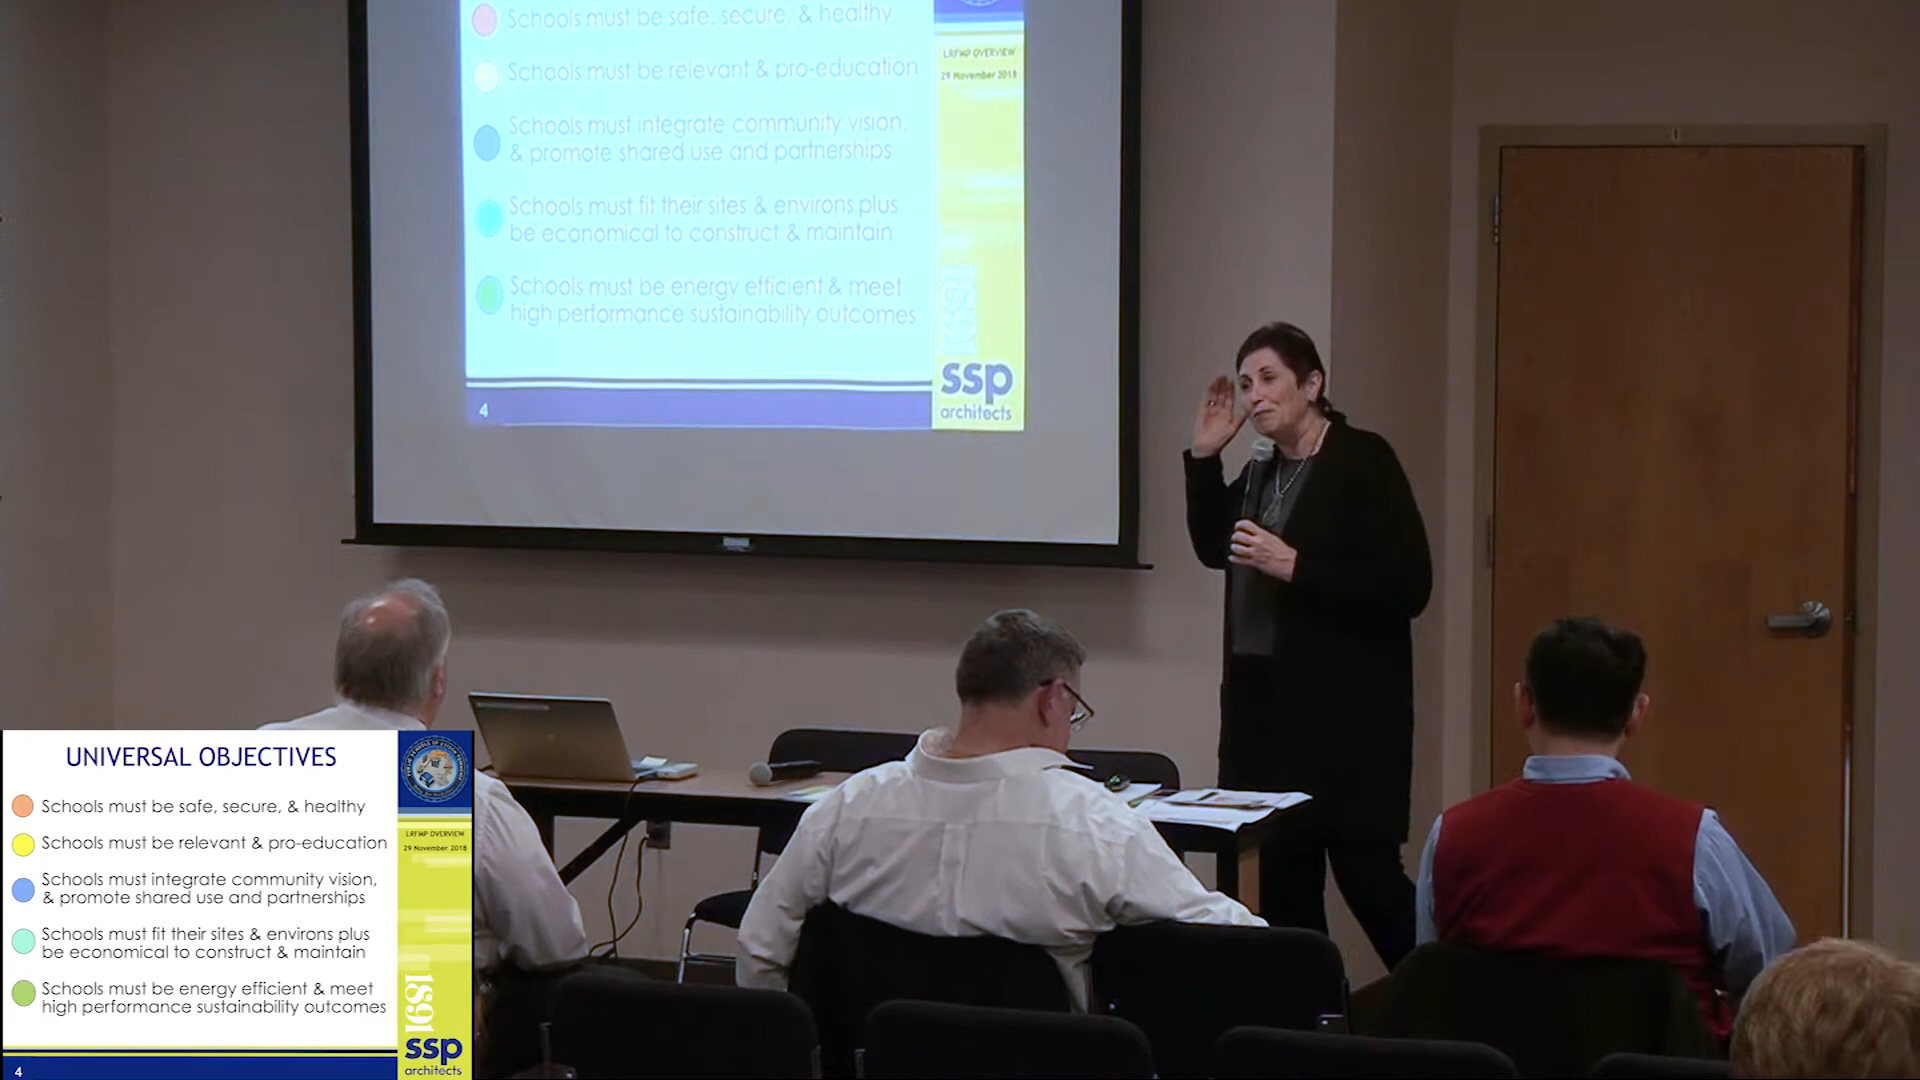 Schools must be safe, secure, & healthy
Schools must be relevant & pro-education
Schools must integrate community vision,
& promote shared use and partnerships
Schools must fit their sites & environs plus
be economical to construct & maintain
Schools must be energy efficient & meet
high performance sustainability outcomes
4
LRFMP OVERVIEW
29 November 2018
1891
ssp
architects
UNIVERSAL OBJECTIVES
Schools must be safe, secure, & healthy
Schools must be relevant & pro-education
Schools must integrate community vision,
& promote shared use and partnerships
Schools must fit their sites & environs plus
be economical to construct & maintain
Schools must be energy efficient & meet
high performance sustainability outcomes
4
LRFMP OVERVIEW
29 November 2018
1891
ssp
architects